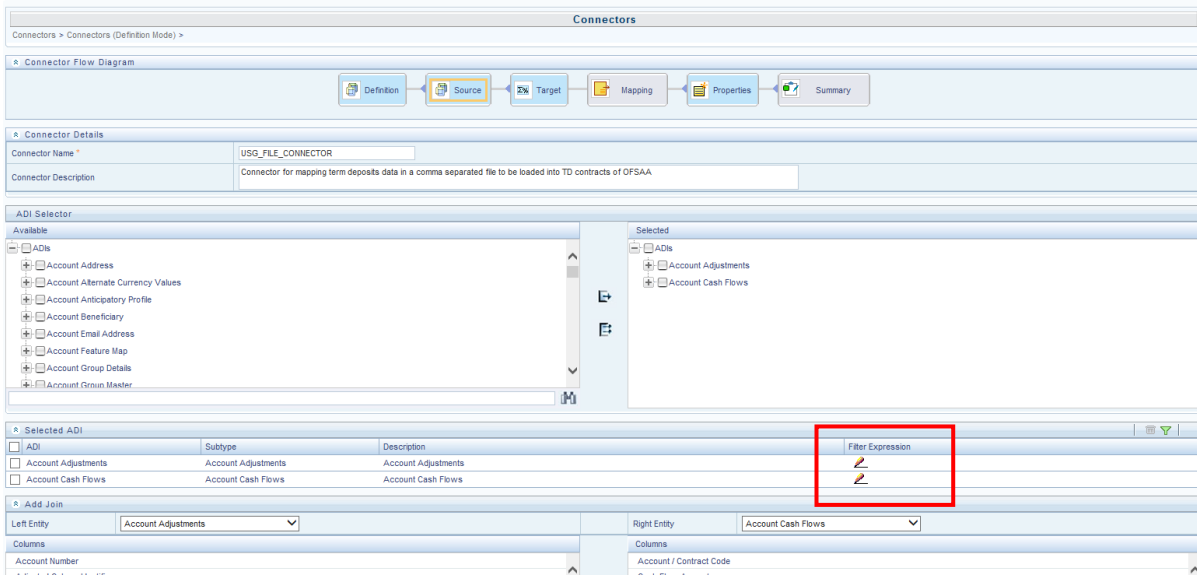 Connectors
Connectors > Connectors (Definition Mode) >
Connector Flow Diagram
Definition Source Target Mapping Properties Summary
Connector Details
Connector Name * USG_FILE_CONNECTOR
Connector Description Connector for mapping term deposits data in a comma separated file to be loaded into TD contracts of OFSAA
ADI Selector
Available Selected
ADIs ADIs
Account Address Account Adjustments
Account Alternate Currency Values Account Cash Flows
Account Anticipatory Profile
Account Beneficiary
Account Email Address
Account Feature Map
Account Group Details
Account Group Master
Selected ADI
ADI Subtype Description Filter Expression
Account Adjustments Account Adjustments Account Adjustments
Account Cash Flows Account Cash Flows Account Cash Flows
Add Join
Left Entity Account Adjustments Right Entity Account Cash Flows
Columns Columns
Account Number Account / Contract Code